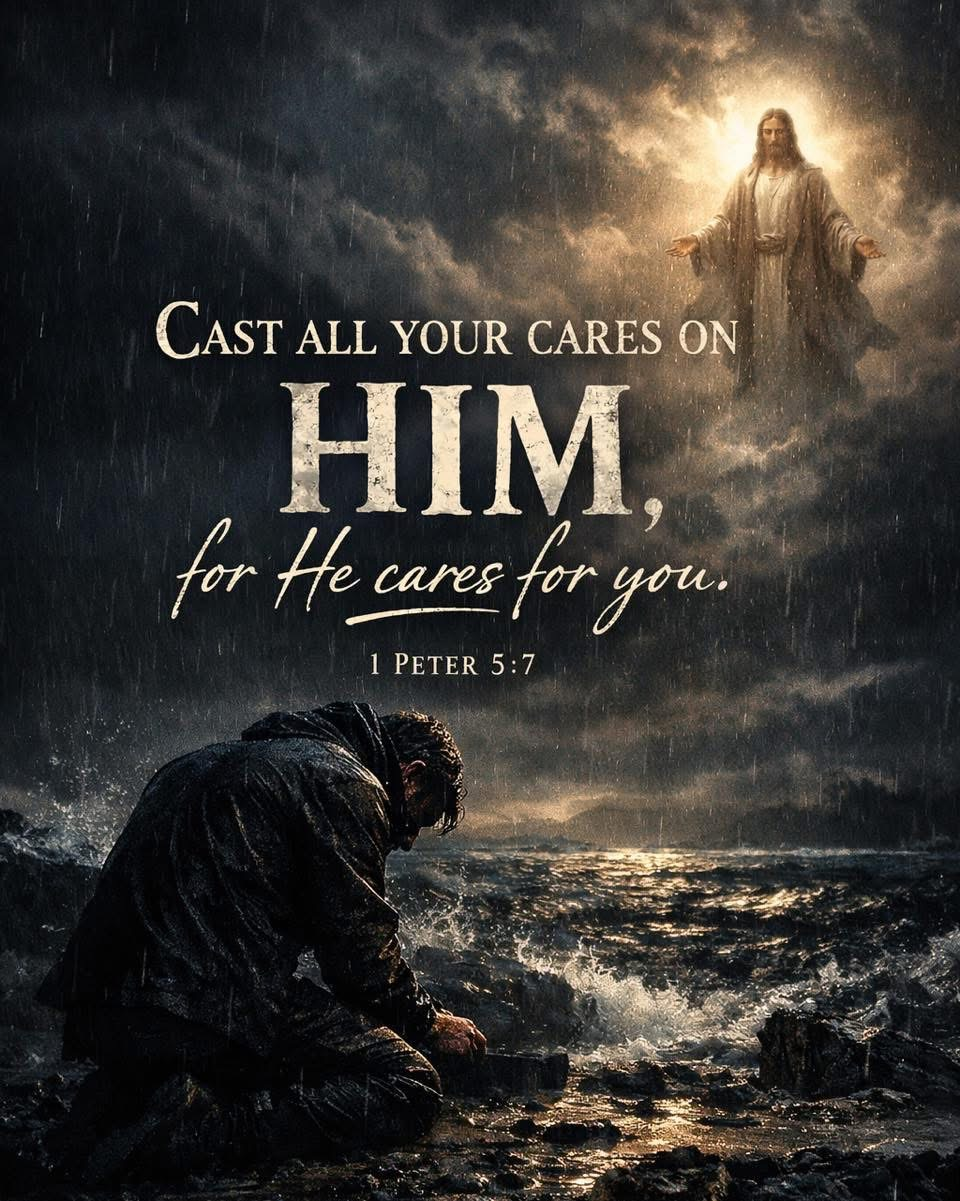 CAST ALL YOUR CARES ON
HIM,
for He cares for you.
1 PETER 5:7